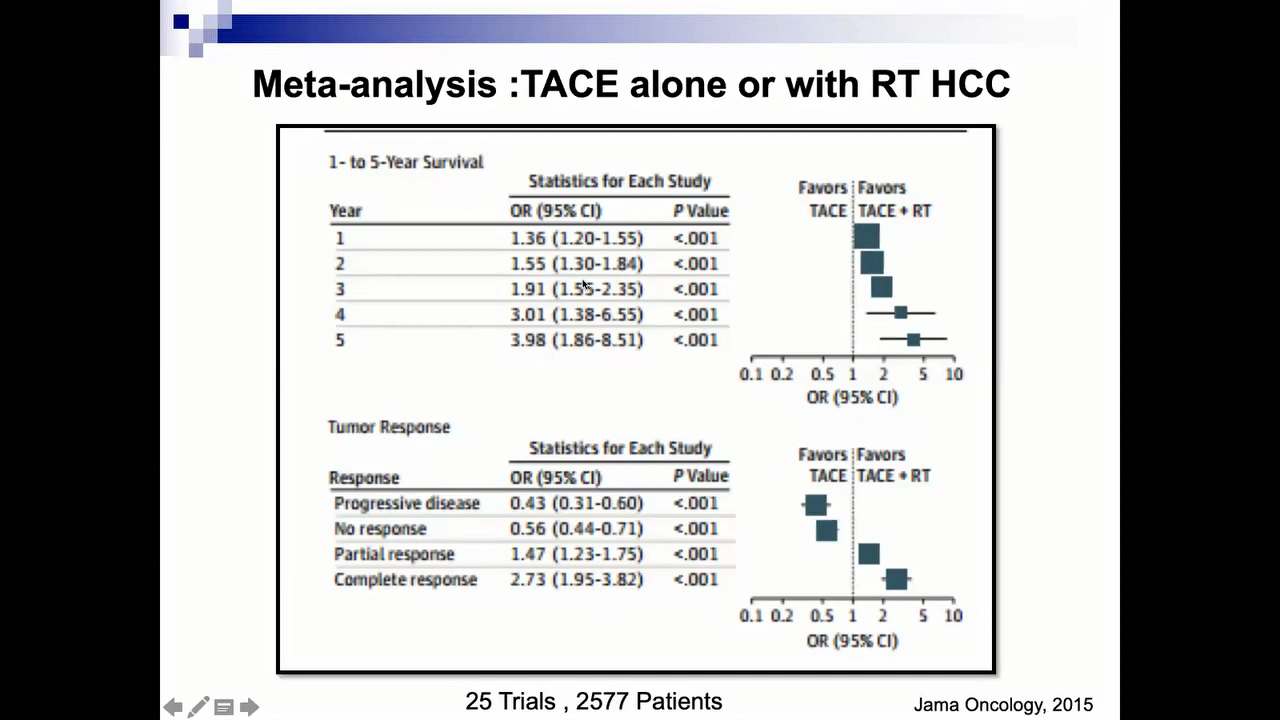 Meta-analysis :TACE alone or with RT HCC
1- to 5-Year Survival
Statistics for Each Study
Favors Favors
Year OR (95% CI) P Value TACE TACE + RT
1 1.36 (1.20-1.55) <.001
2 1.55 (1.30-1.84) <.001
3 1.91 (1.55-2.35) <.001
4 3.01 (1.38-6.55) <.001
5 3.98 (1.86-8.51) <.001
0.1 0.2 0.5 1 2 5 10
OR (95% CI)
Tumor Response
Statistics for Each Study
Favors Favors
Response OR (95% CI) P Value TACE TACE + RT
Progressive disease 0.43 (0.31-0.60) <.001
No response 0.56 (0.44-0.71) <.001
Partial response 1.47 (1.23-1.75) <.001
Complete response 2.73 (1.95-3.82) <.001
0.1 0.2 0.5 1 2 5 10
OR (95% CI)
25 Trials , 2577 Patients
Jama Oncology, 2015